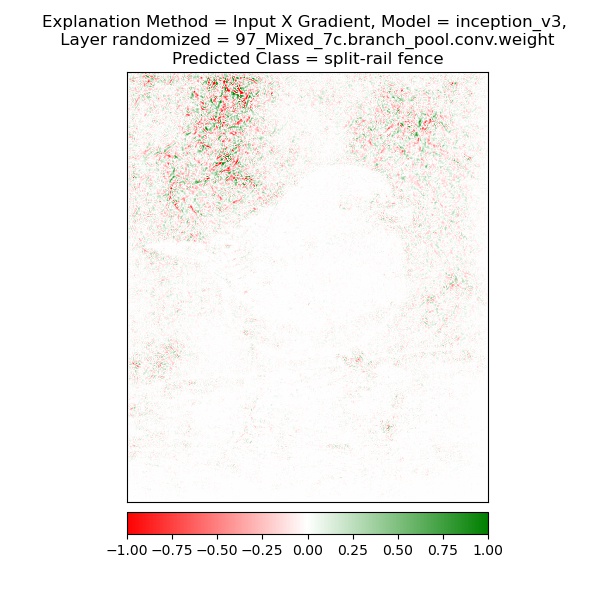 Explanation Method = Input X Gradient, Model = inception_v3,
Layer randomized = 97_Mixed_7c.branch_pool.conv.weight
Predicted Class = split-rail fence
−1.00 −0.75 −0.50 −0.25 0.00 0.25 0.50 0.75 1.00